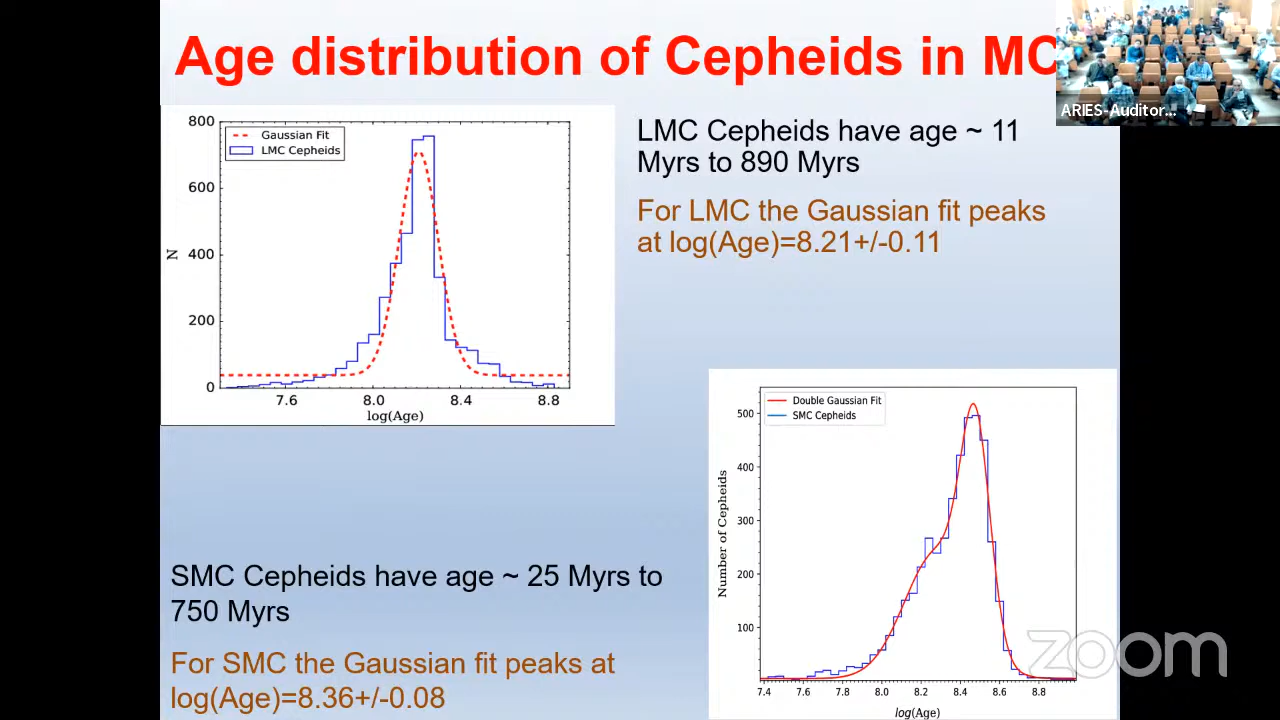 Age distribution of Cepheids in MC
ARIES-Auditor...
800
600
400
200
0
N
Gaussian Fit
LMC Cepheids
7.6 8.0 8.4 8.8
log(Age)
LMC Cepheids have age ~ 11
Myrs to 890 Myrs
For LMC the Gaussian fit peaks
at log(Age)=8.21+/-0.11
Double Gaussian Fit
SMC Cepheids
500
400
300
200
100
Number of Cepheids
7.4 7.6 7.8 8.0 8.2 8.4 8.6 8.8
log(Age)
SMC Cepheids have age ~ 25 Myrs to
750 Myrs
For SMC the Gaussian fit peaks at
log(Age)=8.36+/-0.08
zoom